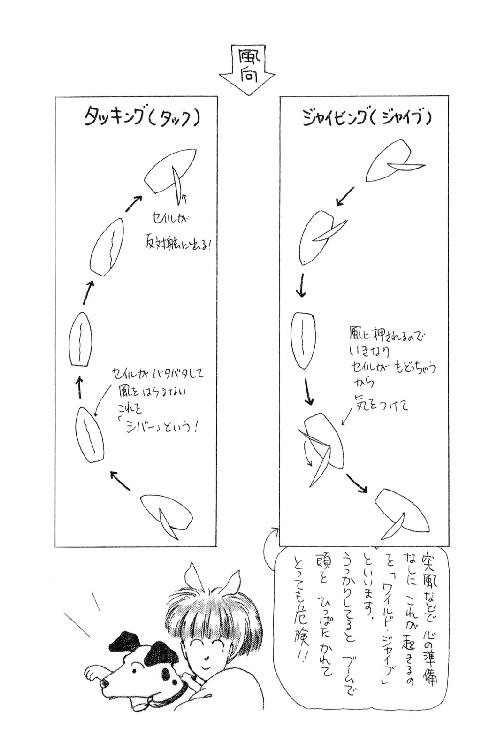 風向
タッキング(タック)
セイルが
反対舷に出る!
セイルがバタバタして
風をはらまない
これを
「シバー」という!
ジャイビング(ジャイブ)
風に押されるので
いきなり
セイルがもどっちゃう
から
気をつけて
突風などで心の準備
なしにこれが起きるの
を「ワイルドジャイブ」
といいます。
うっかりしてるとブームで
頭をひっぱたかれて
とっても危険!!